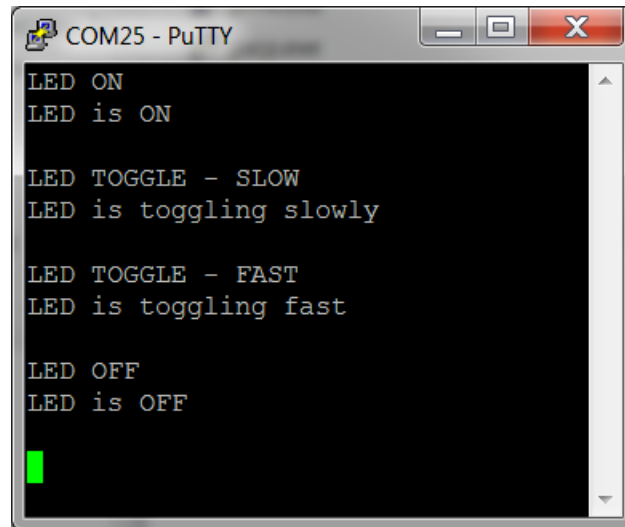 COM25 - PuTTY
LED ON
LED is ON
LED TOGGLE - SLOW
LED is toggling slowly
LED TOGGLE - FAST
LED is toggling fast
LED OFF
LED is OFF